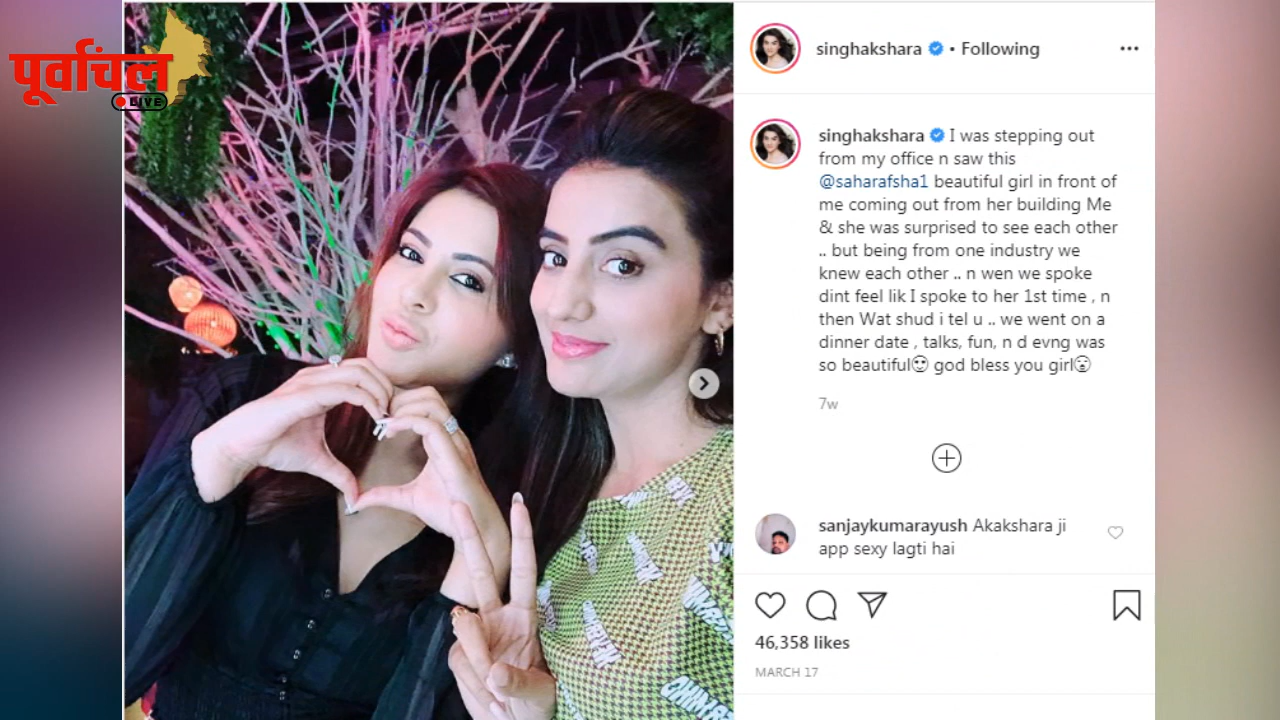 पूर्वांचल
LIVE
singhakshara • Following
singhakshara I was stepping out
from my office n saw this
@saharafsha1 beautiful girl in front of
me coming out from her building Me
& she was surprised to see each other
.. but being from one industry we
knew each other .. n wen we spoke
dint feel lik I spoke to her 1st time , n
then Wat shud i tel u .. we went on a
dinner date , talks, fun, n d evng was
so beautiful😍 god bless you girl😘
7w
sanjaykumarayush Akakshara ji
app sexy lagti hai
46,358 likes
MARCH 17